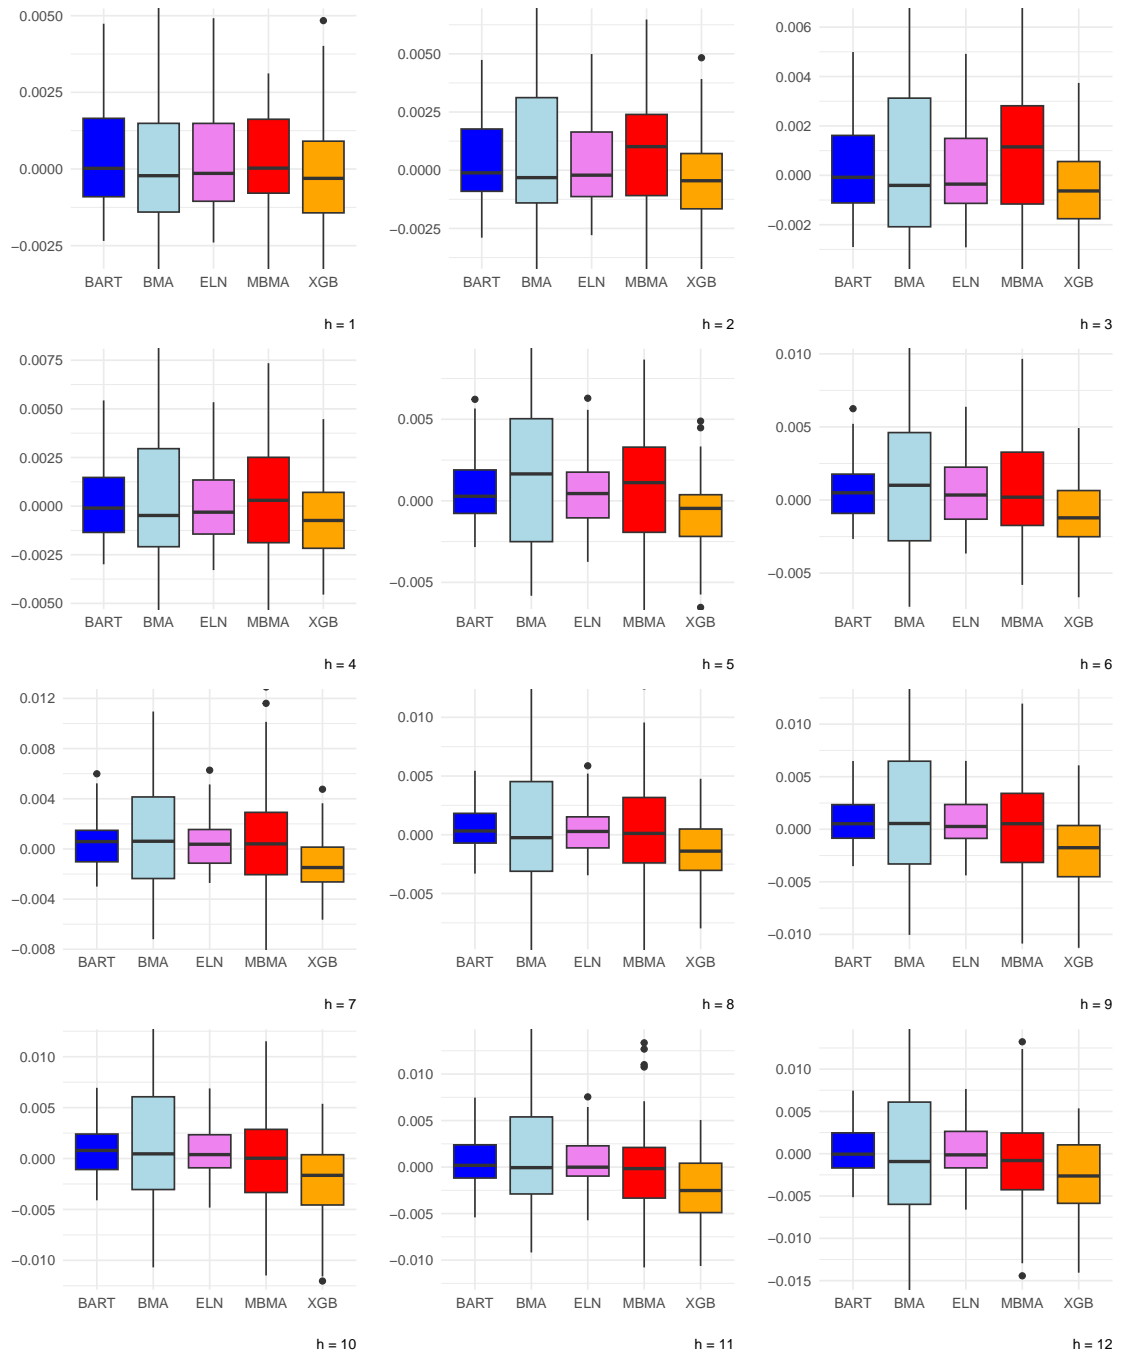 0.0050
0.0025
0.0000
−0.0025
BART BMA ELN MBMA XGB
h = 1
0.0050
0.0025
0.0000
−0.0025
BART BMA ELN MBMA XGB
h = 2
0.006
0.004
0.002
0.000
−0.002
BART BMA ELN MBMA XGB
h = 3
0.0075
0.0050
0.0025
0.0000
−0.0025
−0.0050
BART BMA ELN MBMA XGB
h = 4
0.005
0.000
−0.005
BART BMA ELN MBMA XGB
h = 5
0.010
0.005
0.000
−0.005
BART BMA ELN MBMA XGB
h = 6
0.012
0.008
0.004
0.000
−0.004
−0.008
BART BMA ELN MBMA XGB
h = 7
0.010
0.005
0.000
−0.005
BART BMA ELN MBMA XGB
h = 8
0.010
0.005
0.000
−0.005
−0.010
BART BMA ELN MBMA XGB
h = 9
0.010
0.005
0.000
−0.005
−0.010
BART BMA ELN MBMA XGB
h = 10
0.010
0.005
0.000
−0.005
−0.010
BART BMA ELN MBMA XGB
h = 11
0.010
0.005
0.000
−0.005
−0.010
−0.015
BART BMA ELN MBMA XGB
h = 12